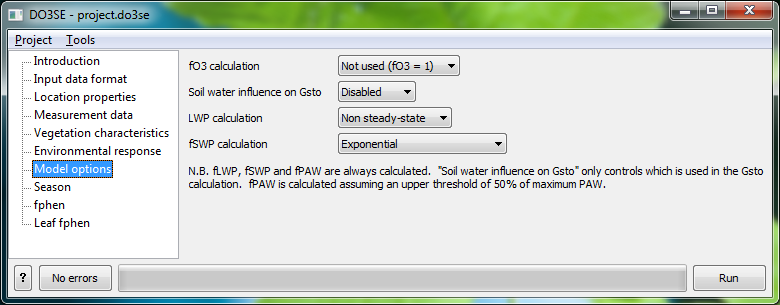 DO3SE - project.do3se
Project Tools
Introduction
Input data format
Location properties
Measurement data
Vegetation characteristics
Environmental response
Model options
Season
fphen
Leaf fphen
fO3 calculation Not used (fO3 = 1)
Soil water influence on Gsto Disabled
LWP calculation Non steady-state
fSWP calculation Exponential
N.B. fLWP, fSWP and fPAW are always calculated. "Soil water influence on Gsto" only controls which is used in the Gsto
calculation. fPAW is calculated assuming an upper threshold of 50% of maximum PAW.
? No errors Run